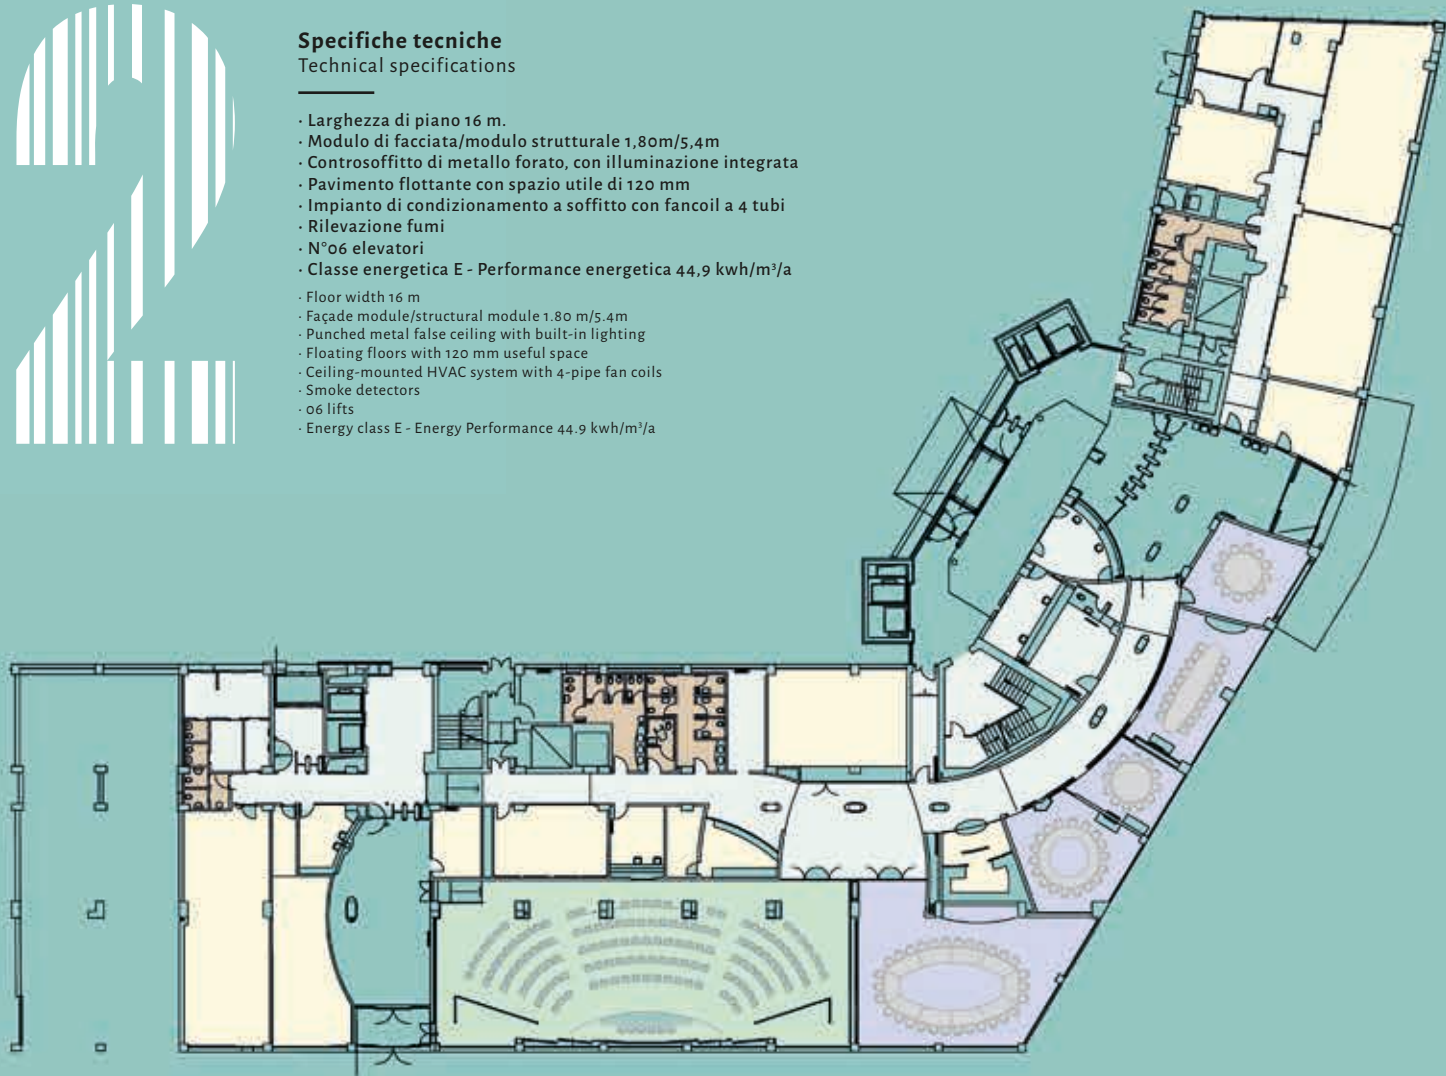 2
Specifiche tecniche
Technical specifications
· Larghezza di piano 16 m.
· Modulo di facciata/modulo strutturale 1,80m/5,4m
· Controsoffitto di metallo forato, con illuminazione integrata
· Pavimento flottante con spazio utile di 120 mm
· Impianto di condizionamento a soffitto con fancoil a 4 tubi
· Rilevazione fumi
· N°06 elevatori
· Classe energetica E - Performance energetica 44,9 kwh/m³/a
· Floor width 16 m
· Façade module/structural module 1.80 m/5.4m
· Punched metal false ceiling with built-in lighting
· Floating floors with 120 mm useful space
· Ceiling-mounted HVAC system with 4-pipe fan coils
· Smoke detectors
· 06 lifts
· Energy class E - Energy Performance 44.9 kwh/m³/a